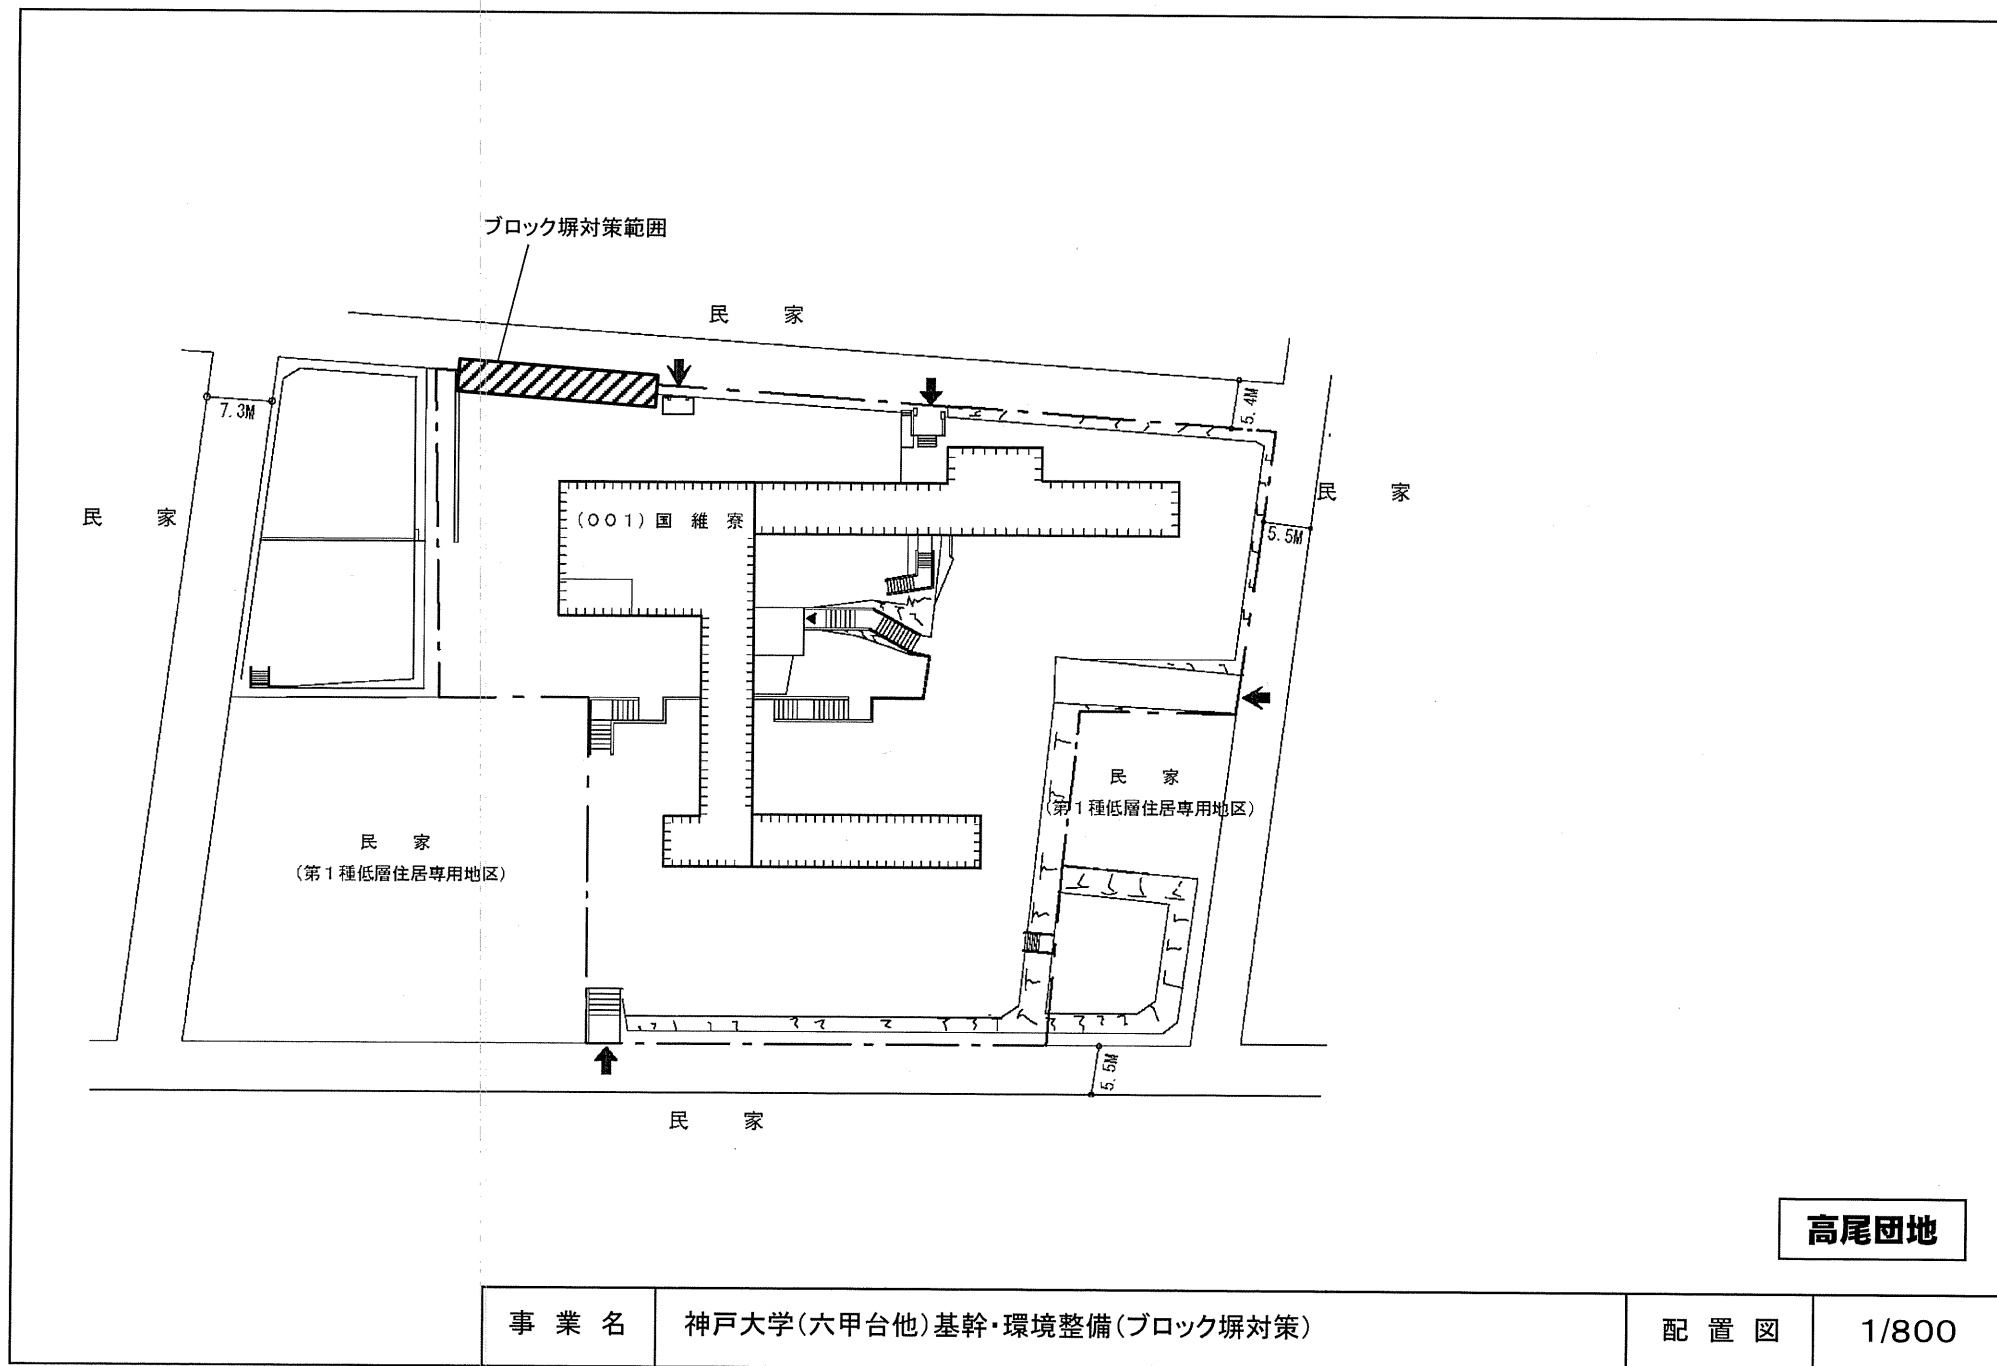 ブロック塀対策範囲
民 家
7.3M
5.4M
民 家
民 家
(001)国 維 寮
5.5M
民 家
(第1種低層住居専用地区)
民 家
(第1種低層住居専用地区)
5.5M
民 家
高尾団地
事 業 名
神戸大学(六甲台他)基幹・環境整備(ブロック塀対策)
配 置 図
1/800